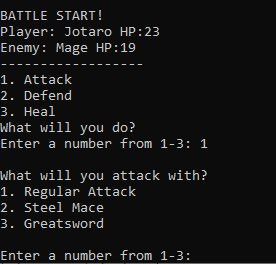 BATTLE START!
Player: Jotaro HP:23
Enemy: Mage HP:19
------------------
1. Attack
2. Defend
3. Heal
What will you do?
Enter a number from 1-3: 1
What will you attack with?
1. Regular Attack
2. Steel Mace
3. Greatsword
Enter a number from 1-3: